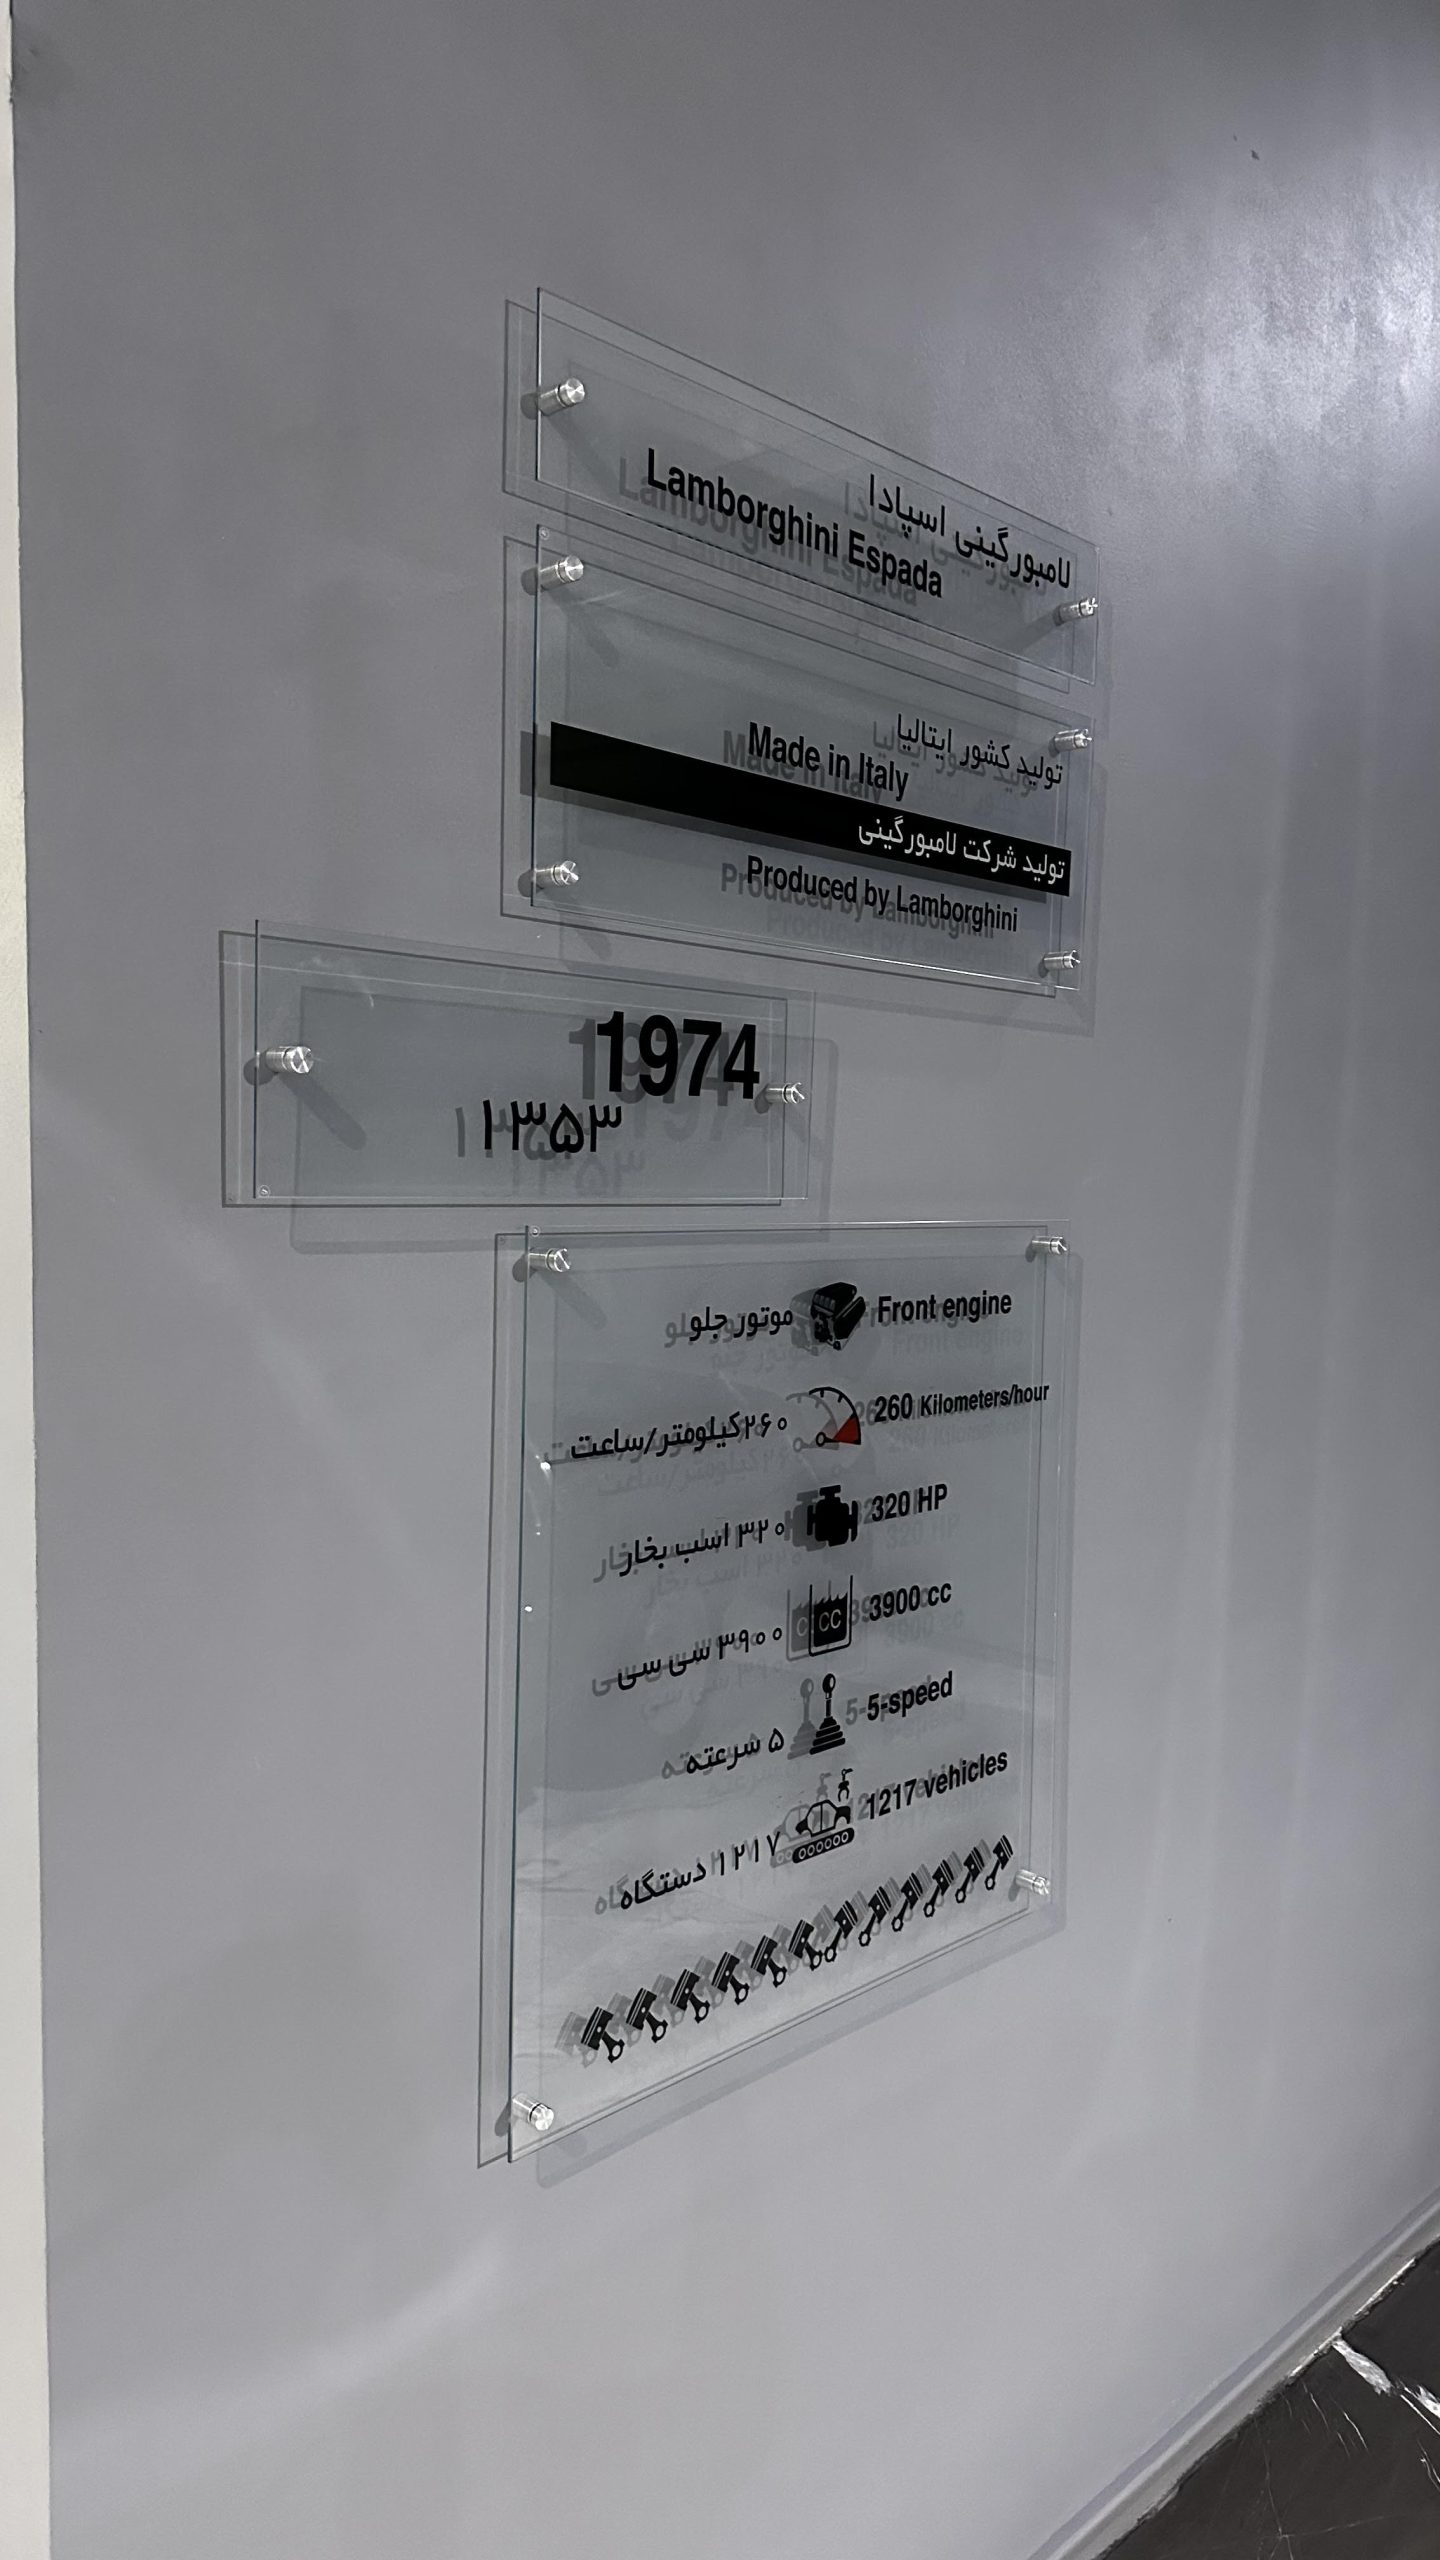 لامبورگینی اسپادا
Lamborghini Espada
تولید کشور ایتالیا
Made in Italy
تولید شرکت لامبورگینی
Produced by Lamborghini
1974
۱۳۵۳
موتور جلو Front engine
۲۶۰کیلومتر/ساعت 260 Kilometers/hour
۳۲۰ اسب بخار 320 HP
۳۹۰۰ سی سی CC 3900 cc
۵ سرعته 5-speed
۱۲۱۷ دستگاه 1217 vehicles